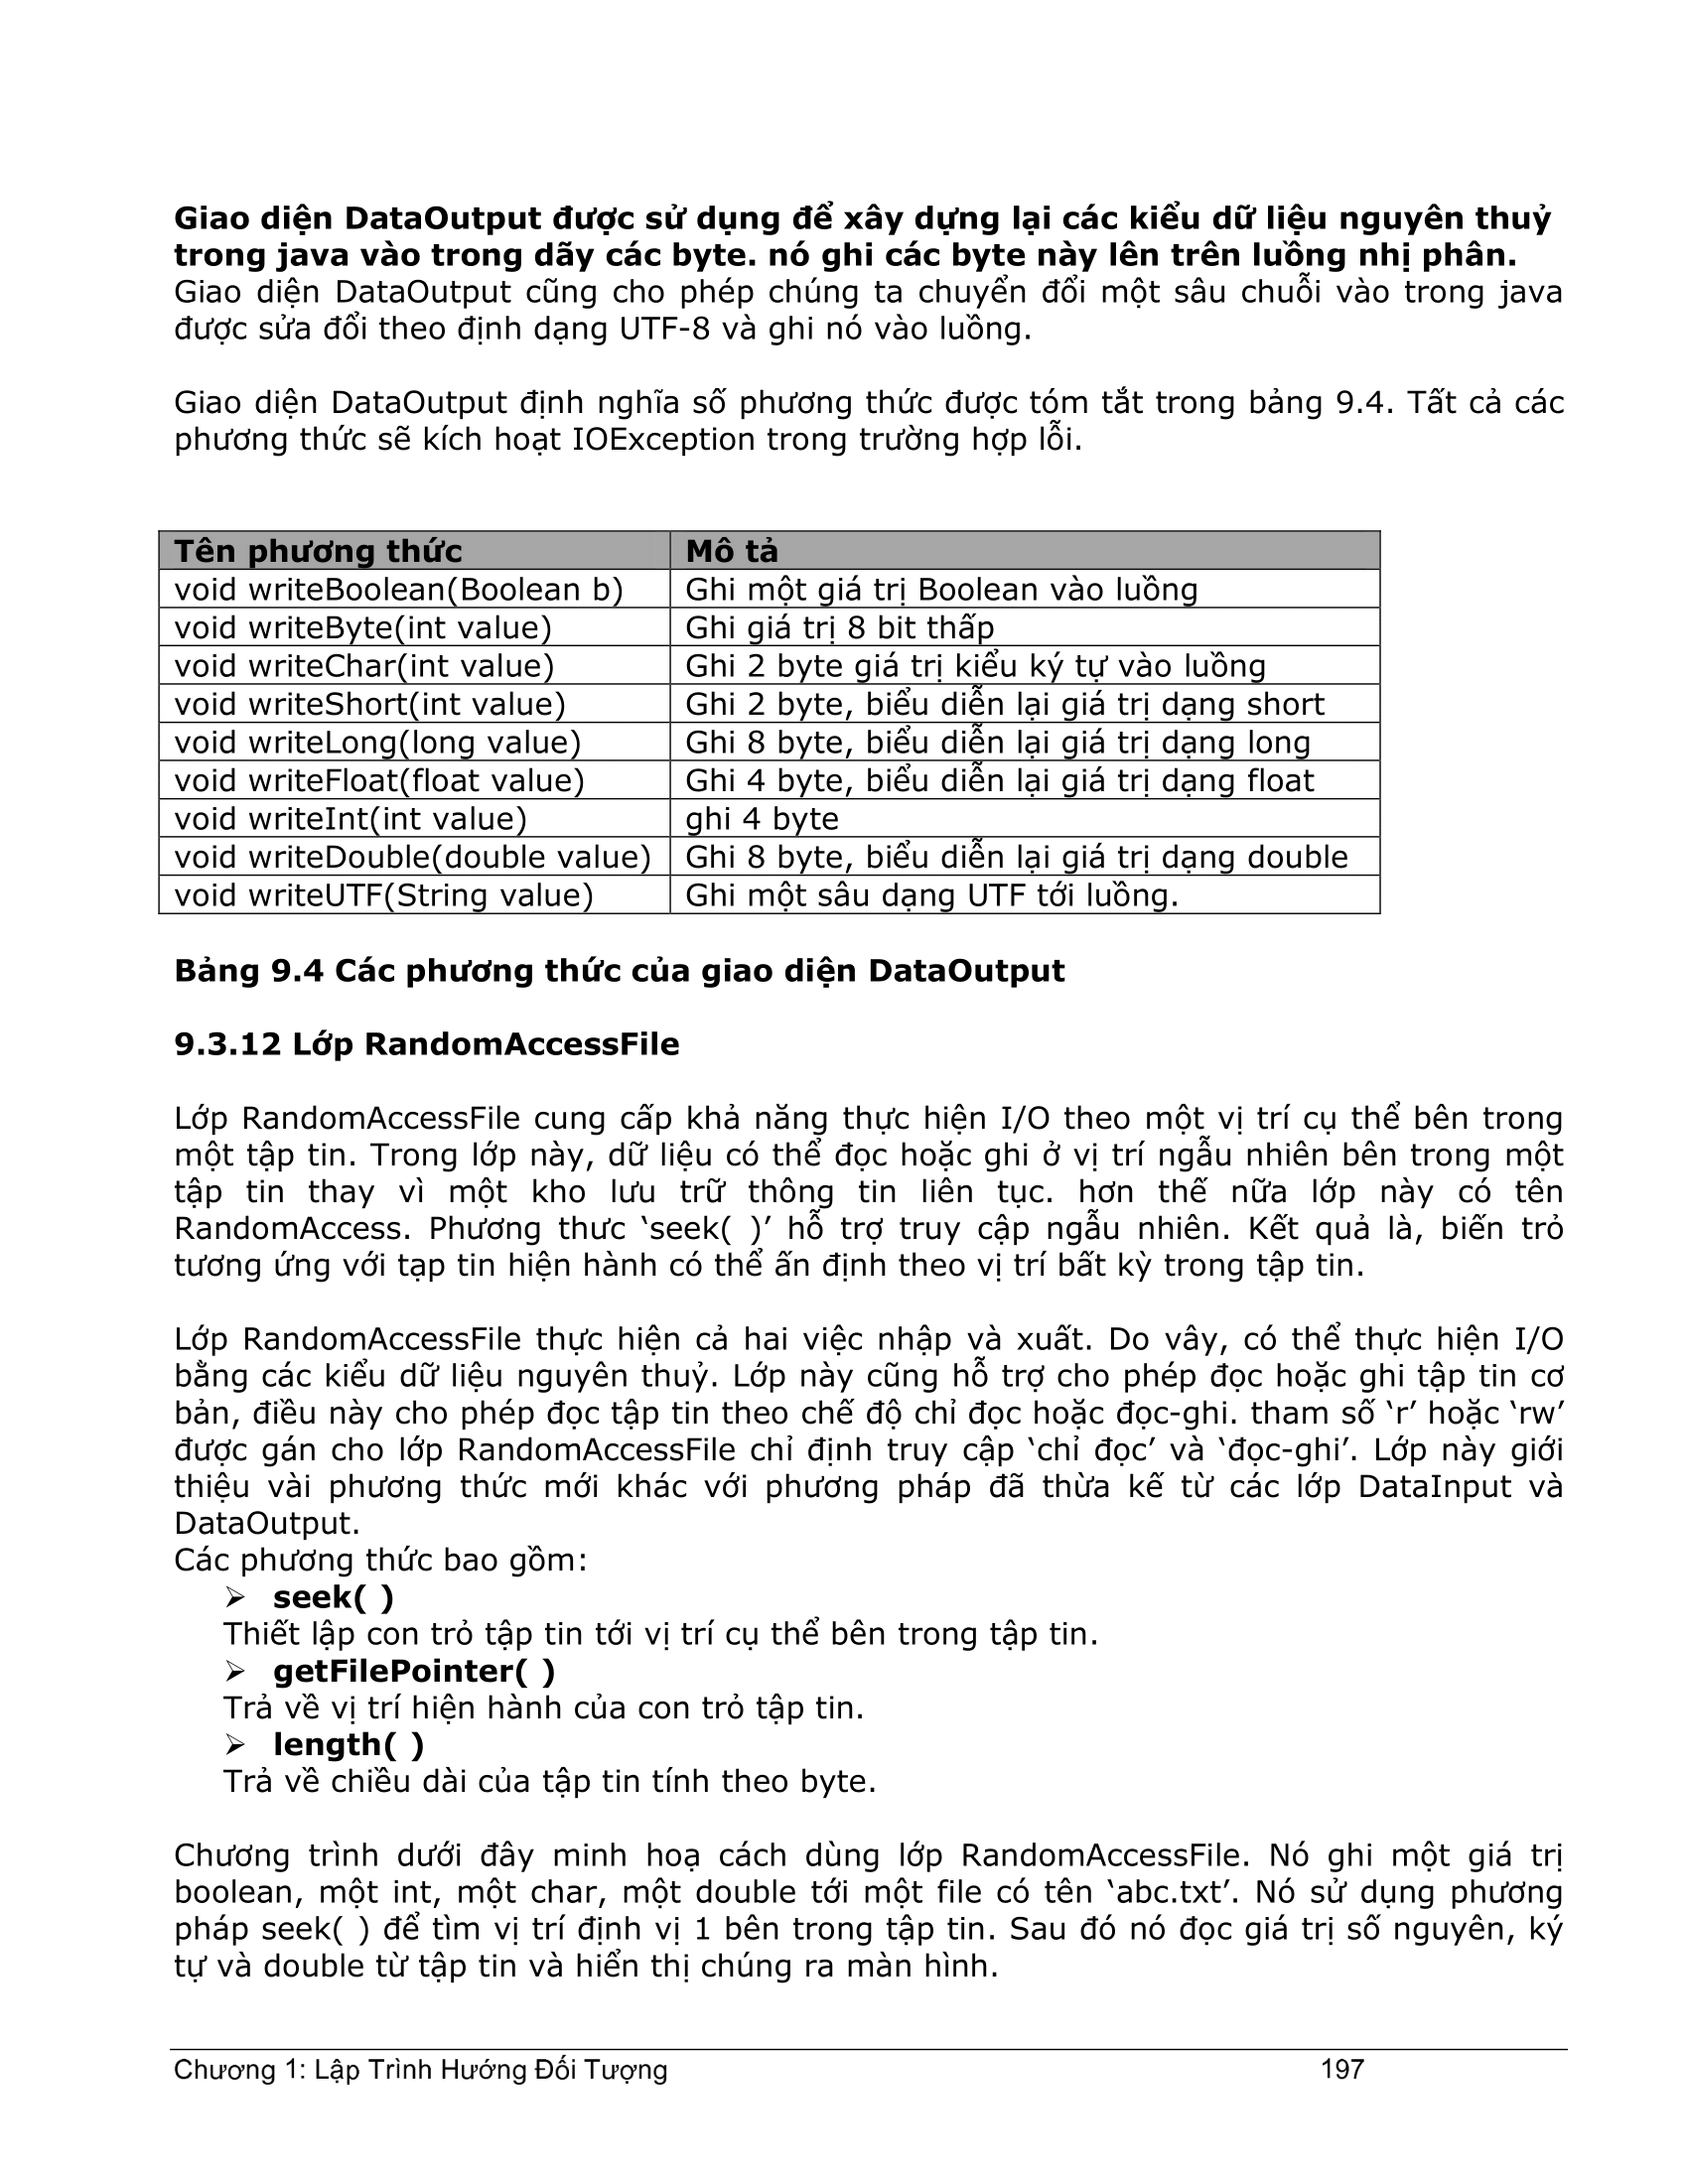 Giao diện DataOutput được sử dụng để xây dựng lại các kiểu dữ liệu nguyên thuỷ
trong java vào trong dãy các byte. nó ghi các byte này lên trên luồng nhị phân.
Giao diện DataOutput cũng cho phép chúng ta chuyển đổi một sâu chuỗi vào trong java
được sửa đổi theo định dạng UTF-8 và ghi nó vào luồng.
Giao diện DataOutput định nghĩa số phương thức được tóm tắt trong bảng 9.4. Tất cả các
phương thức sẽ kích hoạt IOException trong trường hợp lỗi.
Tên phương thức Mô tả
void writeBoolean(Boolean b) Ghi một giá trị Boolean vào luồng
void writeByte(int value) Ghi giá trị 8 bit thấp
void writeChar(int value) Ghi 2 byte giá trị kiểu ký tự vào luồng
void writeShort(int value) Ghi 2 byte, biểu diễn lại giá trị dạng short
void writeLong(long value) Ghi 8 byte, biểu diễn lại giá trị dạng long
void writeFloat(float value) Ghi 4 byte, biểu diễn lại giá trị dạng float
void writeInt(int value) ghi 4 byte
void writeDouble(double value) Ghi 8 byte, biểu diễn lại giá trị dạng double
void writeUTF(String value) Ghi một sâu dạng UTF tới luồng.
Bảng 9.4 Các phương thức của giao diện DataOutput
9.3.12 Lớp RandomAccessFile
Lớp RandomAccessFile cung cấp khả năng thực hiện I/O theo một vị trí cụ thể bên trong
một tập tin. Trong lớp này, dữ liệu có thể đọc hoặc ghi ở vị trí ngẫu nhiên bên trong một
tập tin thay vì một kho lưu trữ thông tin liên tục. hơn thế nữa lớp này có tên
RandomAccess. Phương thưc ‘seek( )’ hỗ trợ truy cập ngẫu nhiên. Kết quả là, biến trỏ
tương ứng với tạp tin hiện hành có thể ấn định theo vị trí bất kỳ trong tập tin.
Lớp RandomAccessFile thực hiện cả hai việc nhập và xuất. Do vây, có thể thực hiện I/O
bằng các kiểu dữ liệu nguyên thuỷ. Lớp này cũng hỗ trợ cho phép đọc hoặc ghi tập tin cơ
bản, điều này cho phép đọc tập tin theo chế độ chỉ đọc hoặc đọc-ghi. tham số ‘r’ hoặc ‘rw’
được gán cho lớp RandomAccessFile chỉ định truy cập ‘chỉ đọc’ và ‘đọc-ghi’. Lớp này giới
thiệu vài phương thức mới khác với phương pháp đã thừa kế từ các lớp DataInput và
DataOutput.
Các phương thức bao gồm:
➢ seek( )
Thiết lập con trỏ tập tin tới vị trí cụ thể bên trong tập tin.
➢ getFilePointer( )
Trả về vị trí hiện hành của con trỏ tập tin.
➢ length( )
Trả về chiều dài của tập tin tính theo byte.
Chương trình dưới đây minh hoạ cách dùng lớp RandomAccessFile. Nó ghi một giá trị
boolean, một int, một char, một double tới một file có tên ‘abc.txt’. Nó sử dụng phương
pháp seek( ) để tìm vị trí định vị 1 bên trong tập tin. Sau đó nó đọc giá trị số nguyên, ký
tự và double từ tập tin và hiển thị chúng ra màn hình.
Chương 1: Lập Trình Hướng Đối Tượng 197